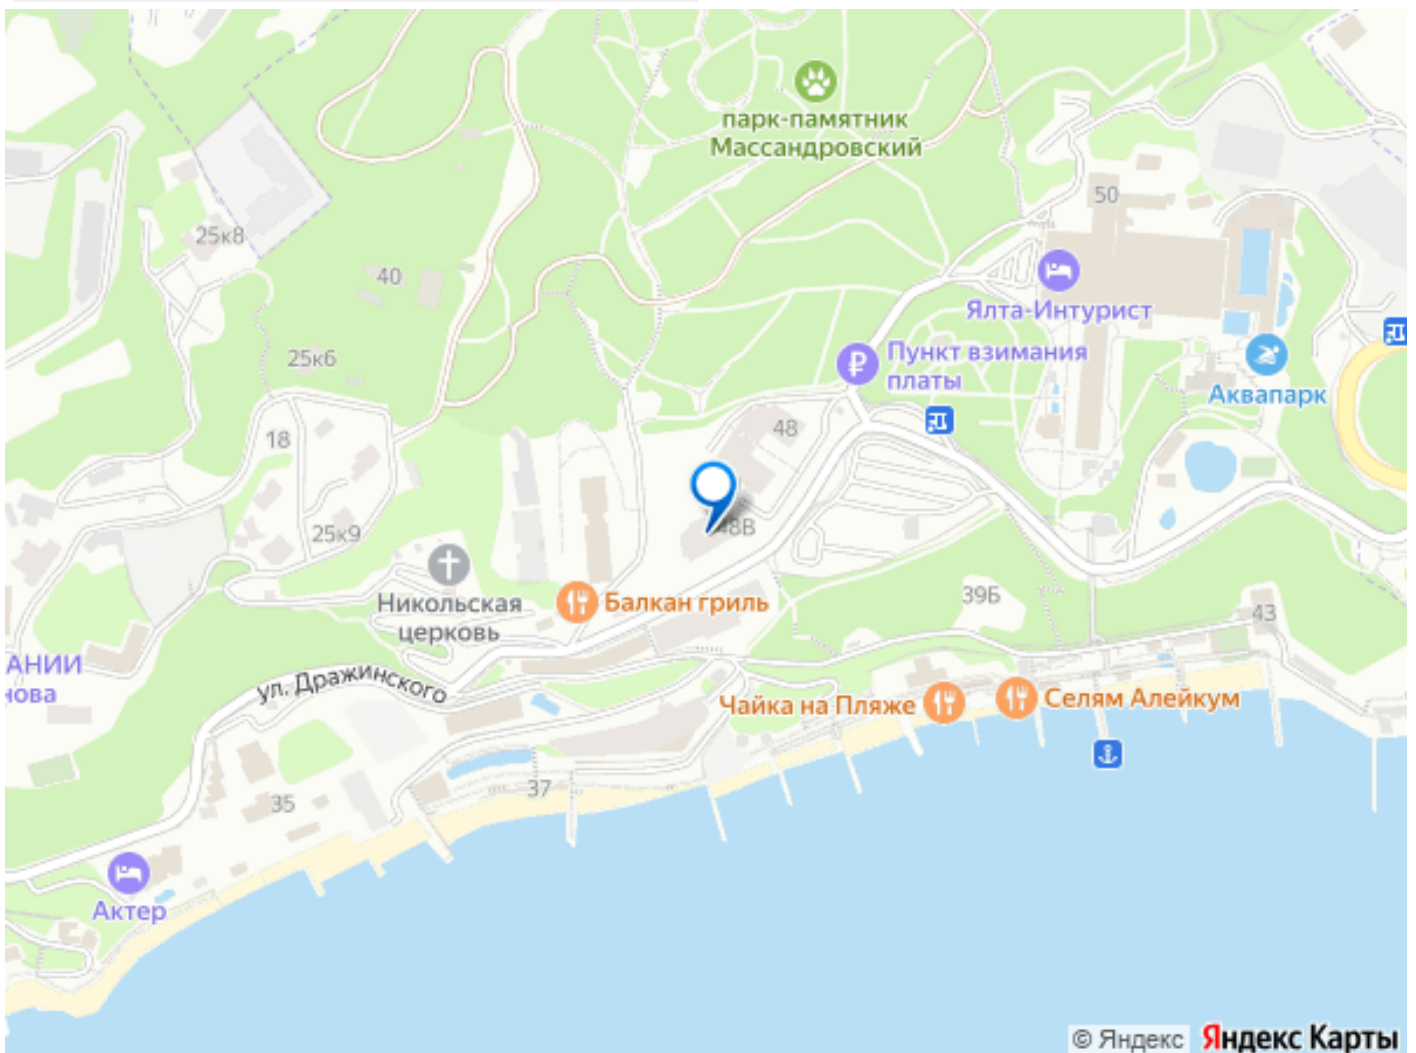 парк-памятник
Массандровский
50
25к8
40
Ялта-Интурист
25к6
Пункт взимания
платы
Аквапарк
18
48
25к9
48В
Никольская
церковь
Балкан гриль
39Б
43
АНИИ
нова
ул. Дражинского
Чайка на Пляже
Селям Алейкум
37
35
Актер
© Яндекс Яндекс Карты